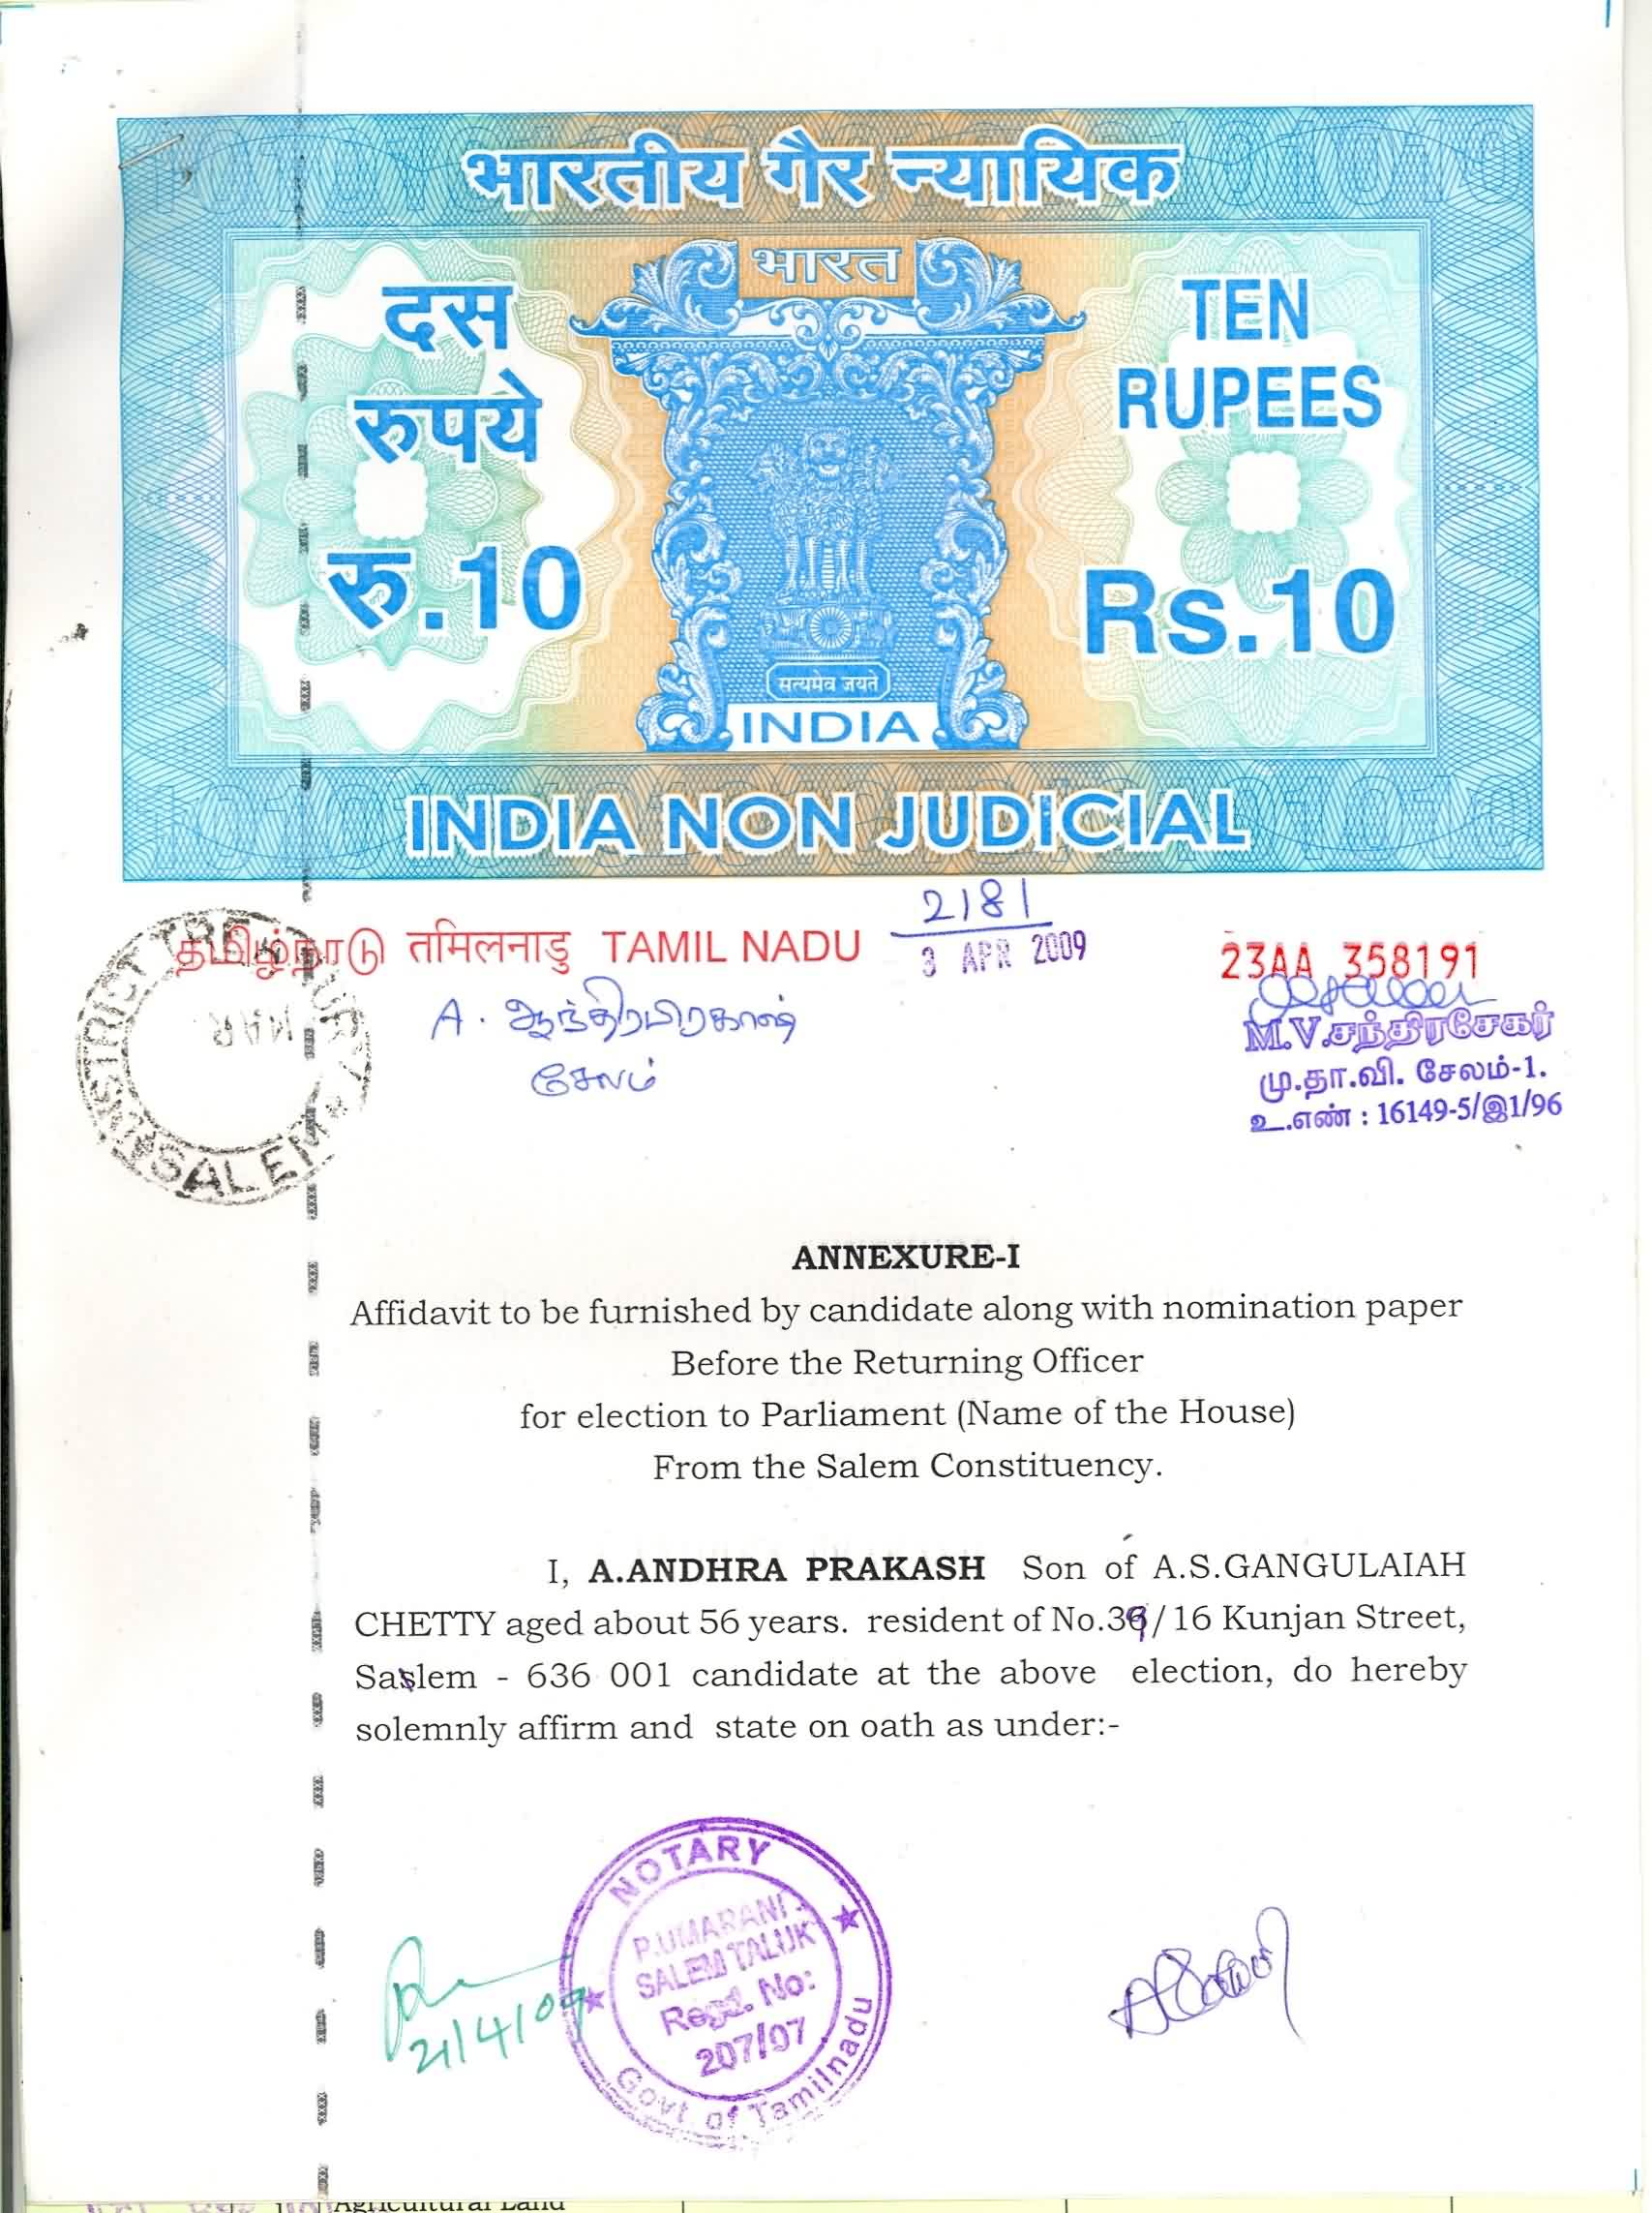 भारतीय गैर न्यायिक
भारत
दस
रुपये
रु.10
TEN
RUPEES
Rs.10
सत्यमेव जयते
INDIA
INDIA NON JUDICIAL
2181
தமிழ்நாடு तमिलनाडु TAMIL NADU
3 APR 2009
23AA 358191
A. ஆந்திரபிரகாஷ்
சேலம்
M.V.சந்திரசேகர்
மு.தா.வி. சேலம்-1.
உ.எண் : 16149-5/இ1/96
DISTRICT
MAR
SALEM
ANNEXURE-I
Affidavit to be furnished by candidate along with nomination paper
Before the Returning Officer
for election to Parliament (Name of the House)
From the Salem Constituency.
I, A.ANDHRA PRAKASH Son of A.S.GANGULAIAH
CHETTY aged about 56 years. resident of No.39/16 Kunjan Street,
Salem - 636 001 candidate at the above election, do hereby
solemnly affirm and state on oath as under:-
NOTARY
P.UMARANI
SALEM TALUK
Regd. No:
207/07
Govt. of Tamilnadu
21/4/09
Agricultural Land